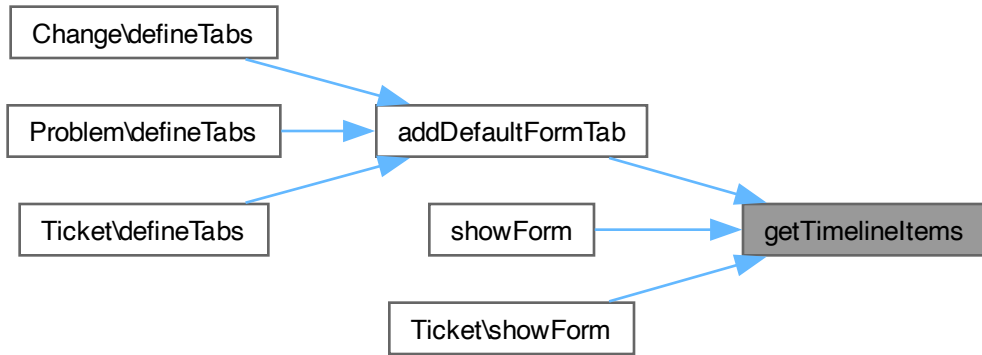 Change\defineTabs
Problem\defineTabs
addDefaultFormTab
Ticket\defineTabs
showForm
getTimelineItems
Ticket\showForm